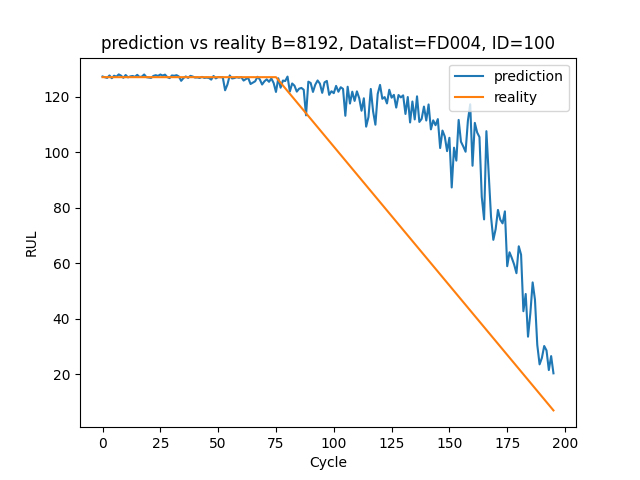 prediction vs reality B=8192, Datalist=FD004, ID=100
prediction
reality
RUL
120
100
80
60
40
20
0 25 50 75 100 125 150 175 200
Cycle